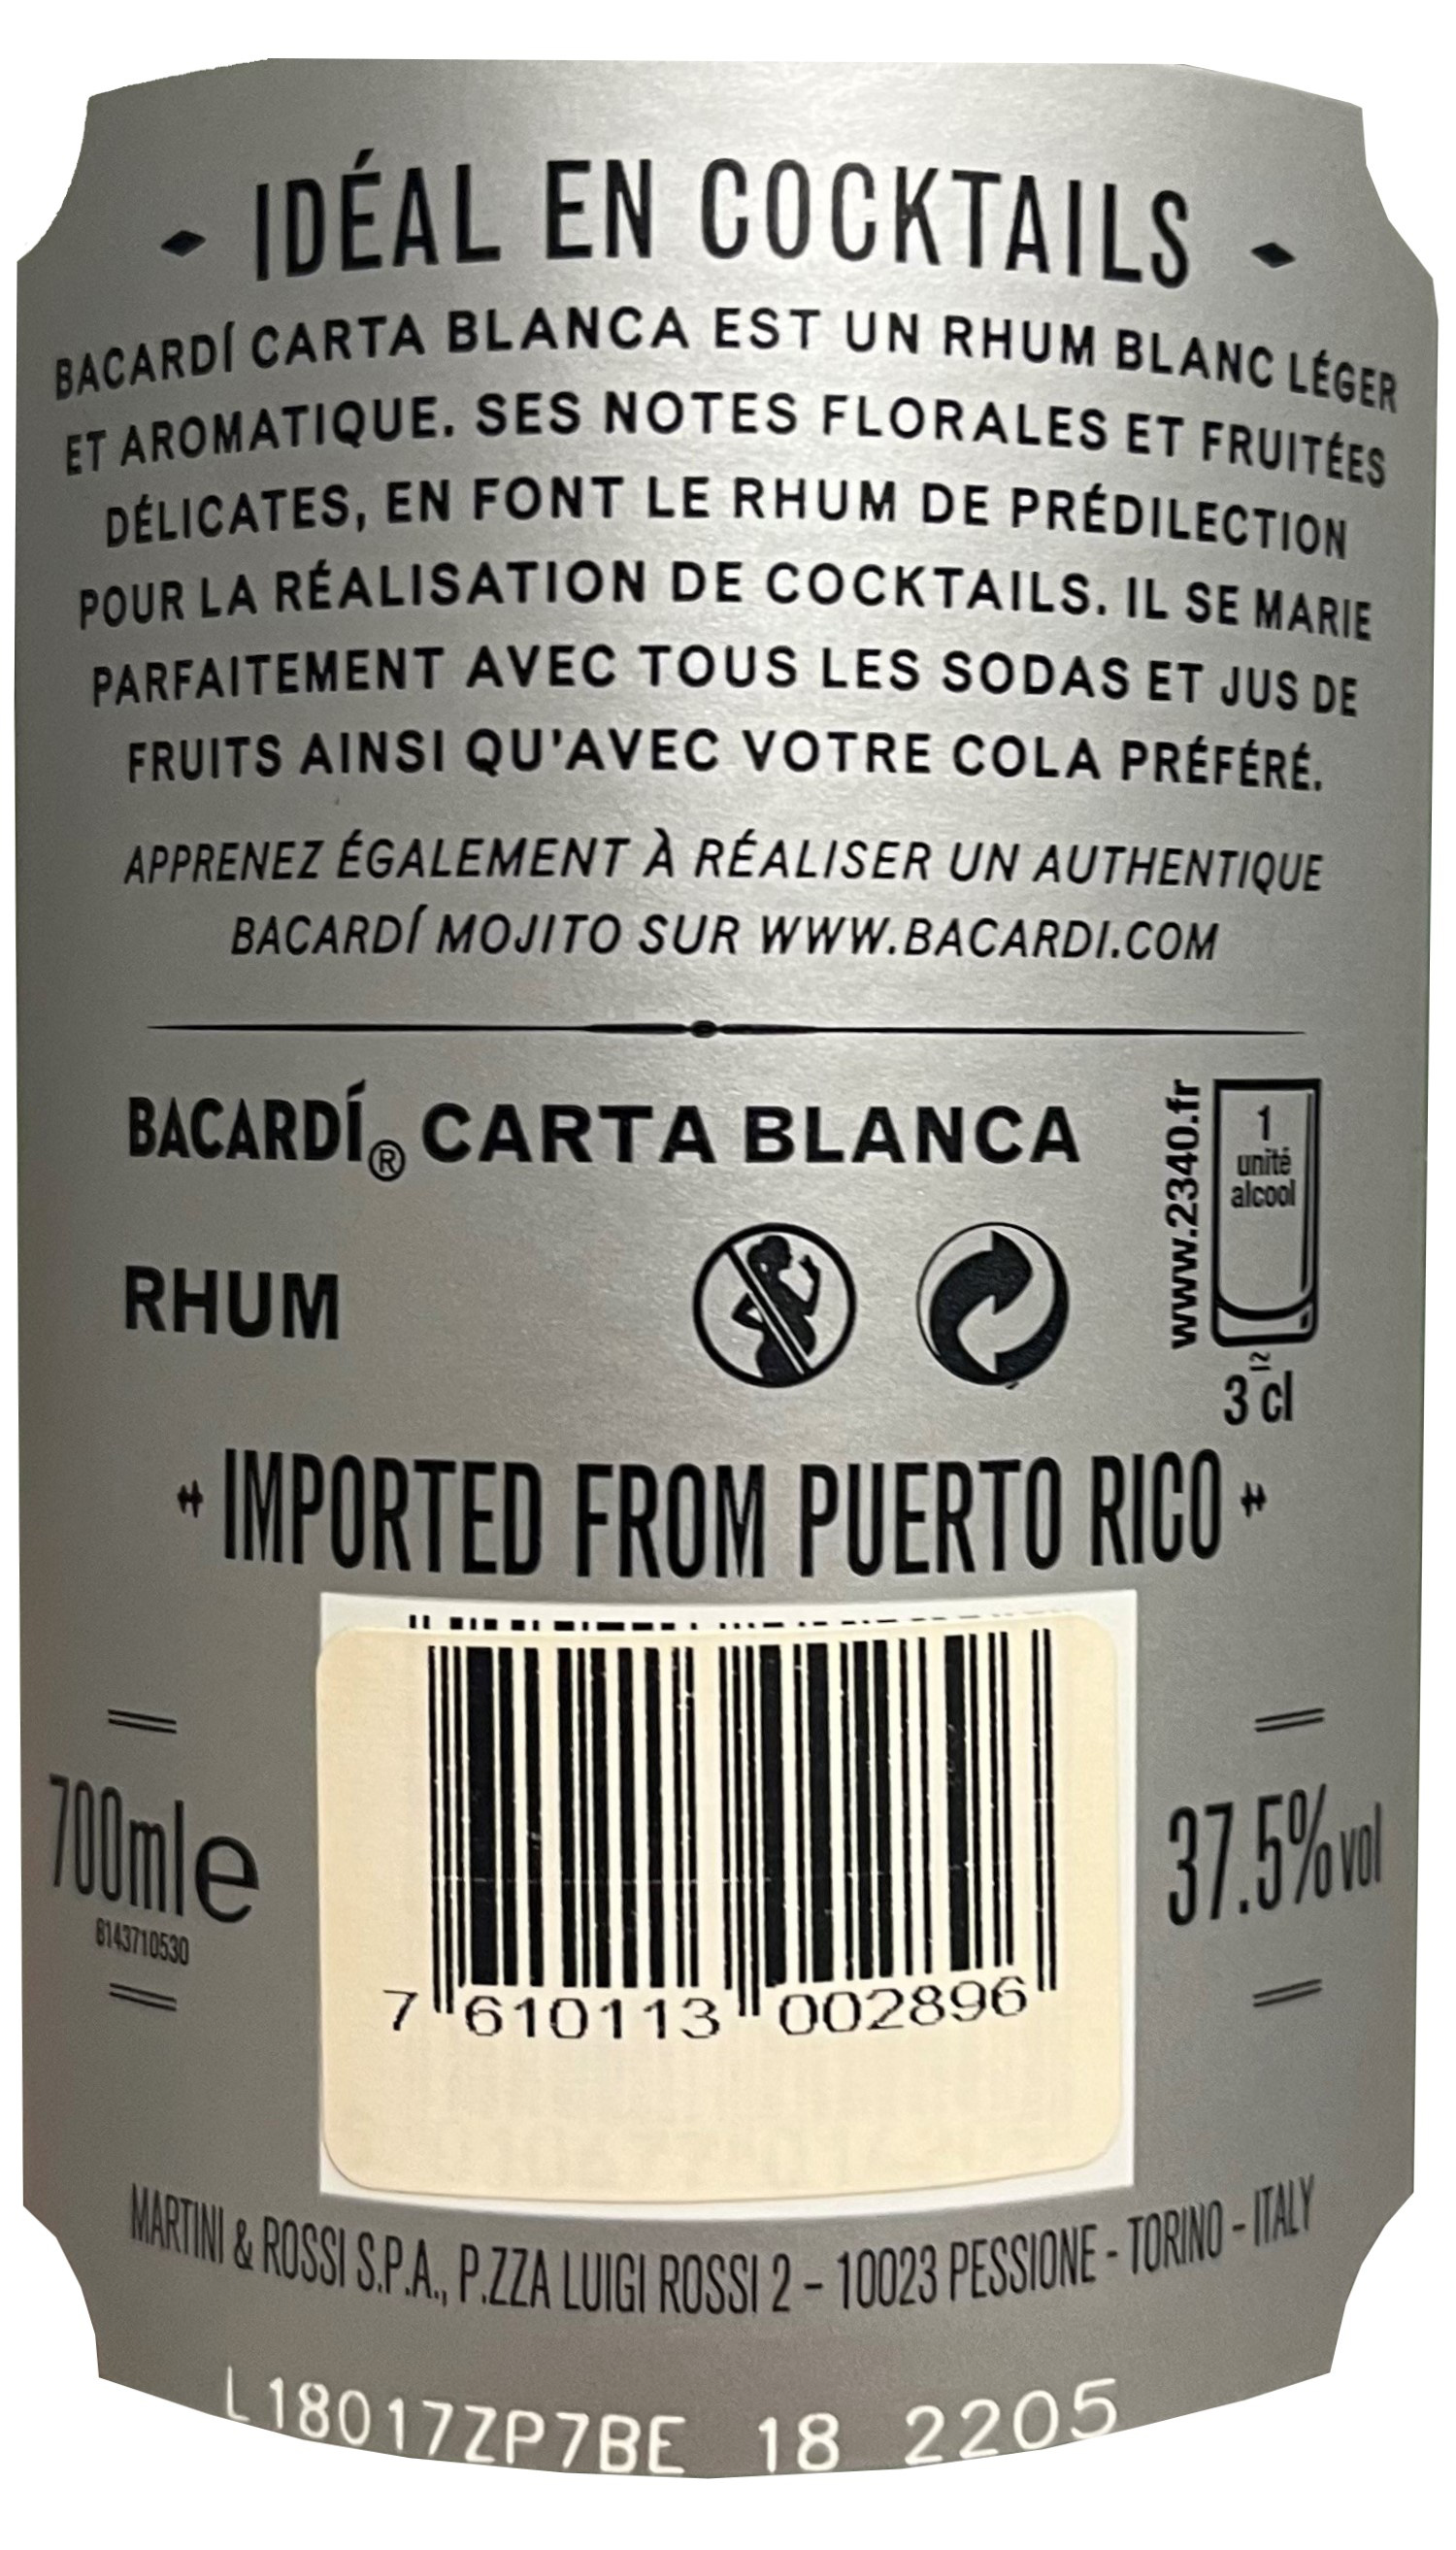 IDÉAL EN COCKTAILS
BACARDÍ CARTA BLANCA EST UN RHUM BLANC LÉGER
ET AROMATIQUE. SES NOTES FLORALES ET FRUITÉES
DÉLICATES, EN FONT LE RHUM DE PRÉDILECTION
POUR LA RÉALISATION DE COCKTAILS. IL SE MARIE
PARFAITEMENT AVEC TOUS LES SODAS ET JUS DE
FRUITS AINSI QU'AVEC VOTRE COLA PRÉFÉRÉ.
APPRENEZ ÉGALEMENT À RÉALISER UN AUTHENTIQUE
BACARDÍ MOJITO SUR WWW.BACARDI.COM
BACARDÍ® CARTA BLANCA
RHUM
www.2340.fr
1
unité
alcool
≃
3 cl
IMPORTED FROM PUERTO RICO
700ml e
8143710530
37.5% vol
7 610113 002896
MARTINI & ROSSI S.P.A., P.ZZA LUIGI ROSSI 2 – 10023 PESSIONE - TORINO - ITALY
L18017ZP7BE 18 2205